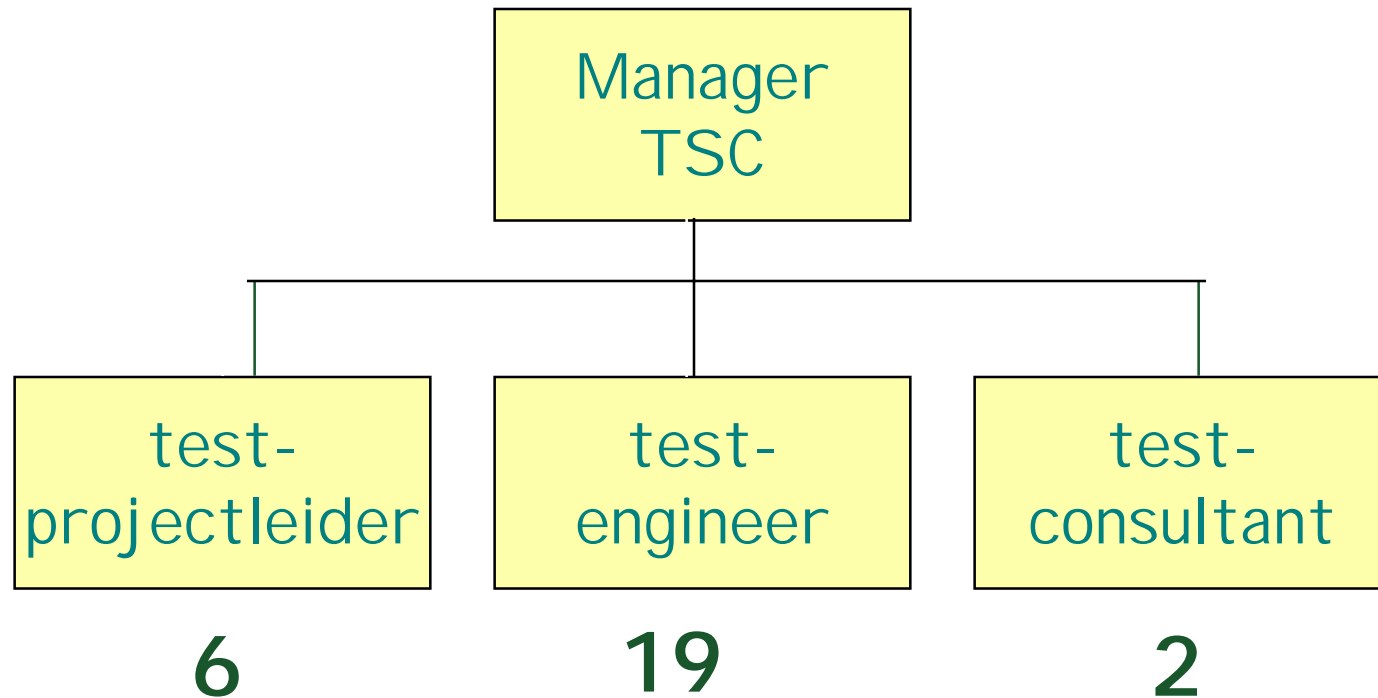 Manager
TSC
test-
projectleider
test-
engineer
test-
consultant
6
19
2